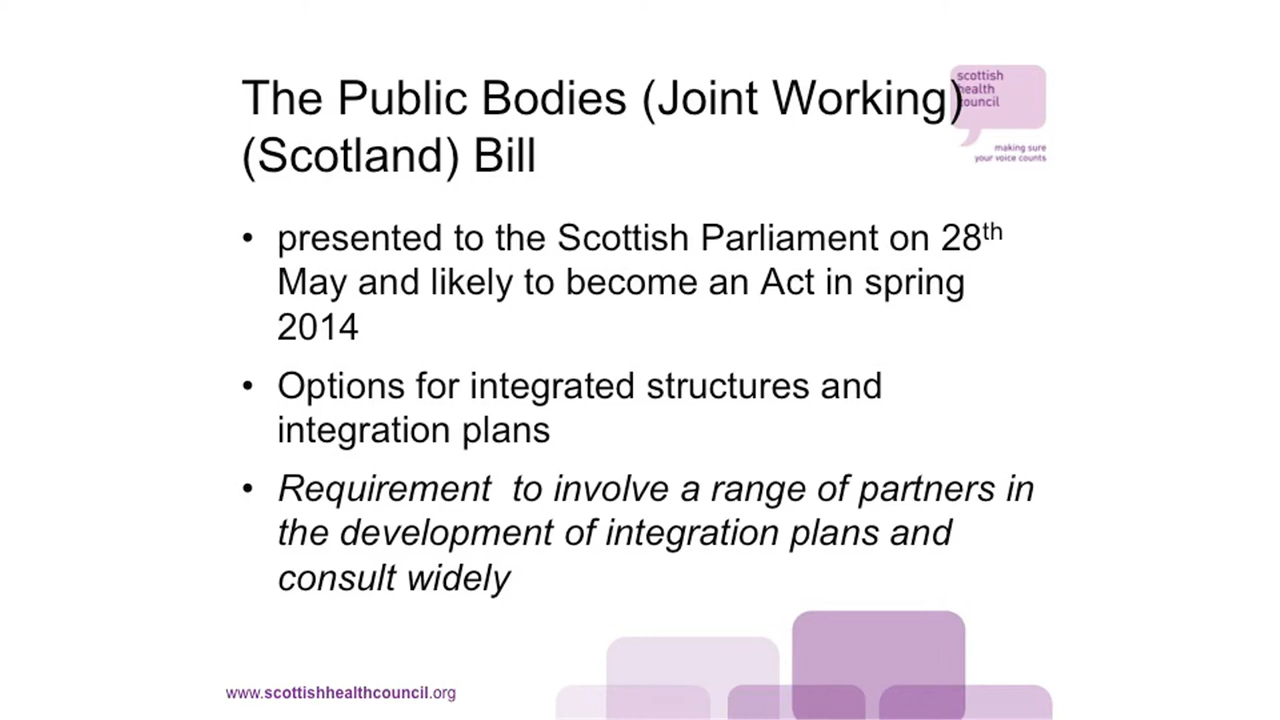 The Public Bodies (Joint Working)
(Scotland) Bill
scottish
health
council
making sure
your voice counts
• presented to the Scottish Parliament on 28th
May and likely to become an Act in spring
2014
• Options for integrated structures and
integration plans
• Requirement  to involve a range of partners in
the development of integration plans and
consult widely
www.scottishhealthcouncil.org